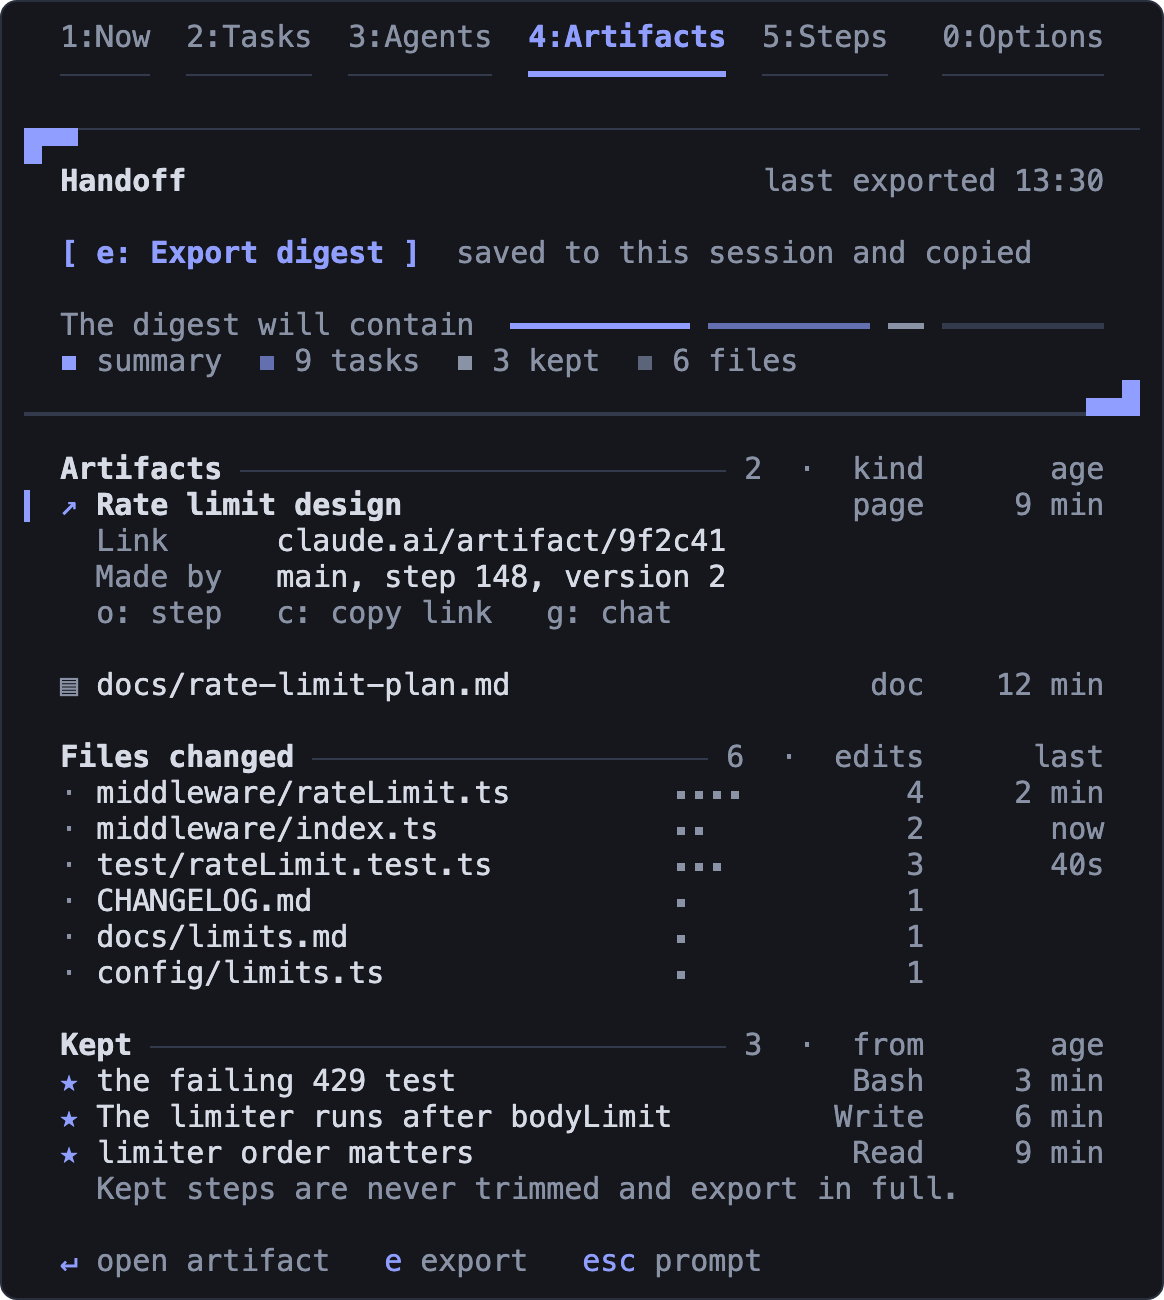 1:Now 2:Tasks 3:Agents 4:Artifacts 5:Steps 0:Options
Handoff last exported 13:30
[ e: Export digest ] saved to this session and copied
The digest will contain
■ summary ■ 9 tasks ■ 3 kept ■ 6 files
Artifacts 2 · kind age
↗ Rate limit design page 9 min
Link claude.ai/artifact/9f2c41
Made by main, step 148, version 2
o: step c: copy link g: chat
▤ docs/rate-limit-plan.md doc 12 min
Files changed 6 · edits last
· middleware/rateLimit.ts ▪▪▪▪ 4 2 min
· middleware/index.ts ▪▪ 2 now
· test/rateLimit.test.ts ▪▪▪ 3 40s
· CHANGELOG.md ▪ 1
· docs/limits.md ▪ 1
· config/limits.ts ▪ 1
Kept 3 · from age
★ the failing 429 test Bash 3 min
★ The limiter runs after bodyLimit Write 6 min
★ limiter order matters Read 9 min
Kept steps are never trimmed and export in full.
↵ open artifact e export esc prompt